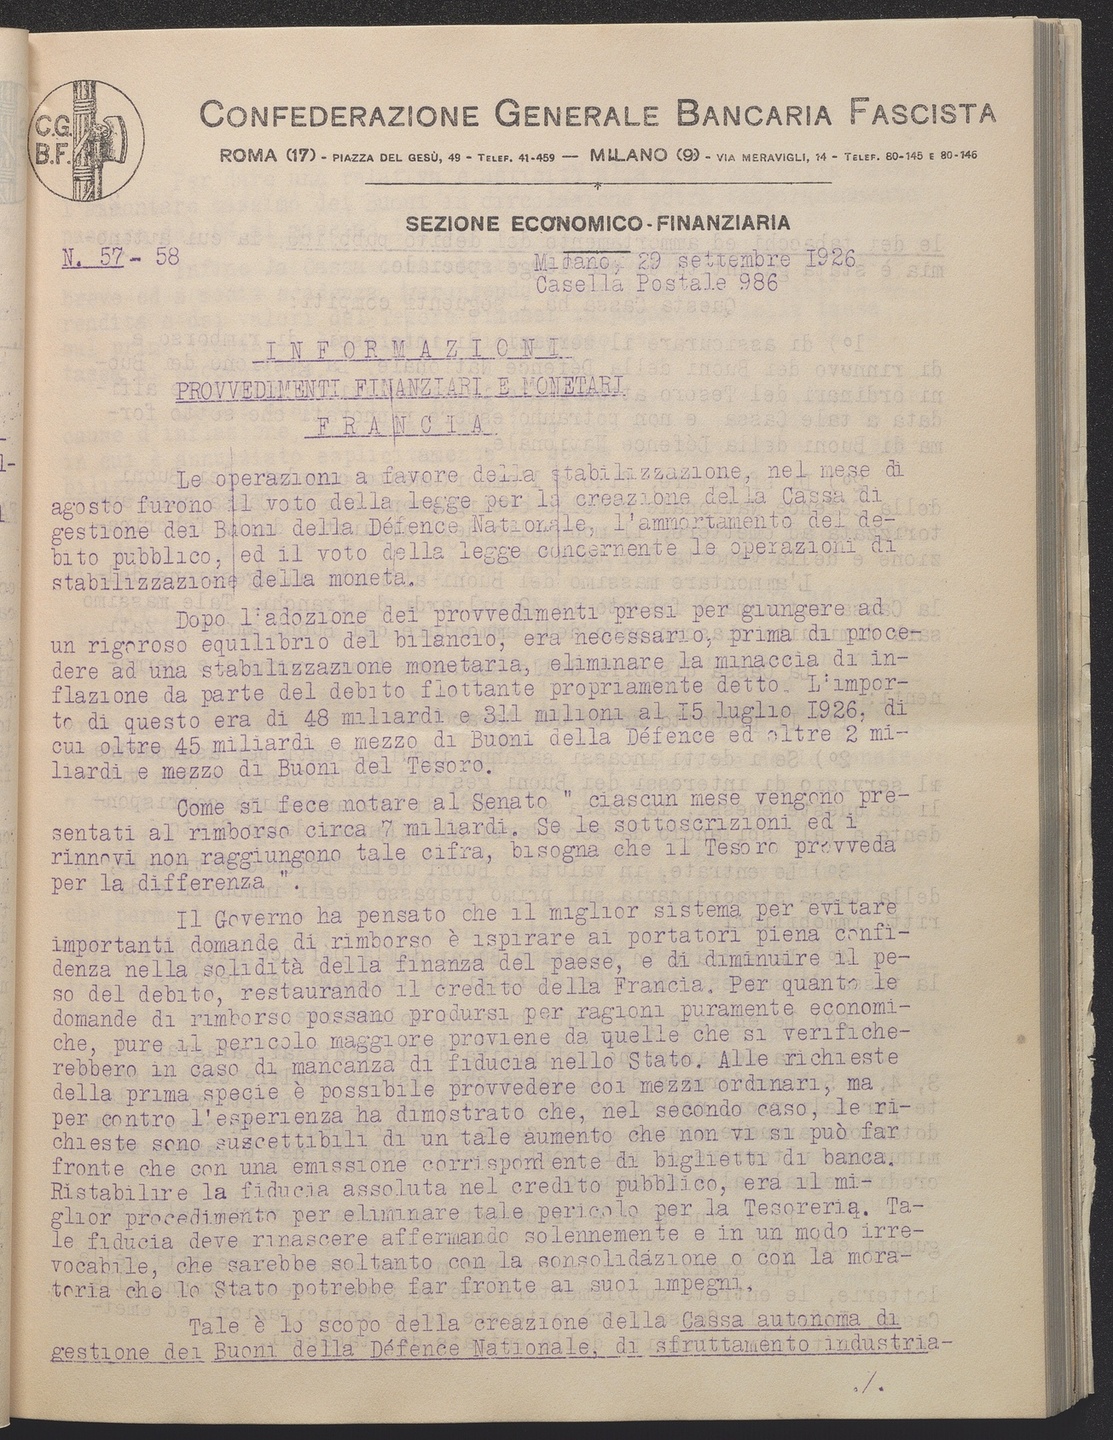 C.G.
B.F.
CONFEDERAZIONE GENERALE BANCARIA FASCISTA
ROMA (17) - PIAZZA DEL GESÙ, 49 - TELEF. 41-459 — MILANO (9) - VIA MERAVIGLI, 14 - TELEF. 80-145 E 80-146
SEZIONE ECONOMICO-FINANZIARIA
N. 57 - 58
Milano, 29 settembre 1926
Casella Postale 986
INFORMAZIONI
PROVVEDIMENTI FINANZIARI E MONETARI
FRANCIA
Le operazioni a favore della stabilizzazione, nel mese di
agosto furono il voto della legge per la creazione della Cassa di
gestione dei Buoni della Défence Nationale, l'ammortamento del de-
bito pubblico, ed il voto della legge concernente le operazioni di
stabilizzazione della moneta.
Dopo l'adozione dei provvedimenti presi per giungere ad
un rigoroso equilibrio del bilancio, era necessario, prima di proce-
dere ad una stabilizzazione monetaria, eliminare la minaccia di in-
flazione da parte del debito flottante propriamente detto. L'impor-
to di questo era di 48 miliardi e 311 milioni al 15 luglio 1926, di
cui oltre 45 miliardi e mezzo di Buoni della Défence ed oltre 2 mi-
liardi e mezzo di Buoni del Tesoro.
Come si fece notare al Senato " ciascun mese vengono pre-
sentati al rimborso circa 7 miliardi. Se le sottoscrizioni ed i
rinnovi non raggiungono tale cifra, bisogna che il Tesoro provveda
per la differenza ".
Il Governo ha pensato che il miglior sistema per evitare
importanti domande di rimborso è ispirare ai portatori piena confi-
denza nella solidità della finanza del paese, e di diminuire il pe-
so del debito, restaurando il credito della Francia. Per quanto le
domande di rimborso possano prodursi per ragioni puramente economi-
che, pure il pericolo maggiore proviene da quelle che si verifiche-
rebbero in caso di mancanza di fiducia nello Stato. Alle richieste
della prima specie è possibile provvedere coi mezzi ordinari, ma
per contro l'esperienza ha dimostrato che, nel secondo caso, le ri-
chieste sono suscettibili di un tale aumento che non vi si può far
fronte che con una emissione corrispondente di biglietti di banca.
Ristabilire la fiducia assoluta nel credito pubblico, era il mi-
glior procedimento per eliminare tale pericolo per la Tesoreria. Ta-
le fiducia deve rinascere affermando solennemente e in un modo irre-
vocabile, che sarebbe soltanto con la sonsolidazione o con la mora-
toria che lo Stato potrebbe far fronte ai suoi impegni.
Tale è lo scopo della creazione della Cassa autonoma di
gestione dei Buoni della Défence Nationale, di sfruttamento industria-
./.